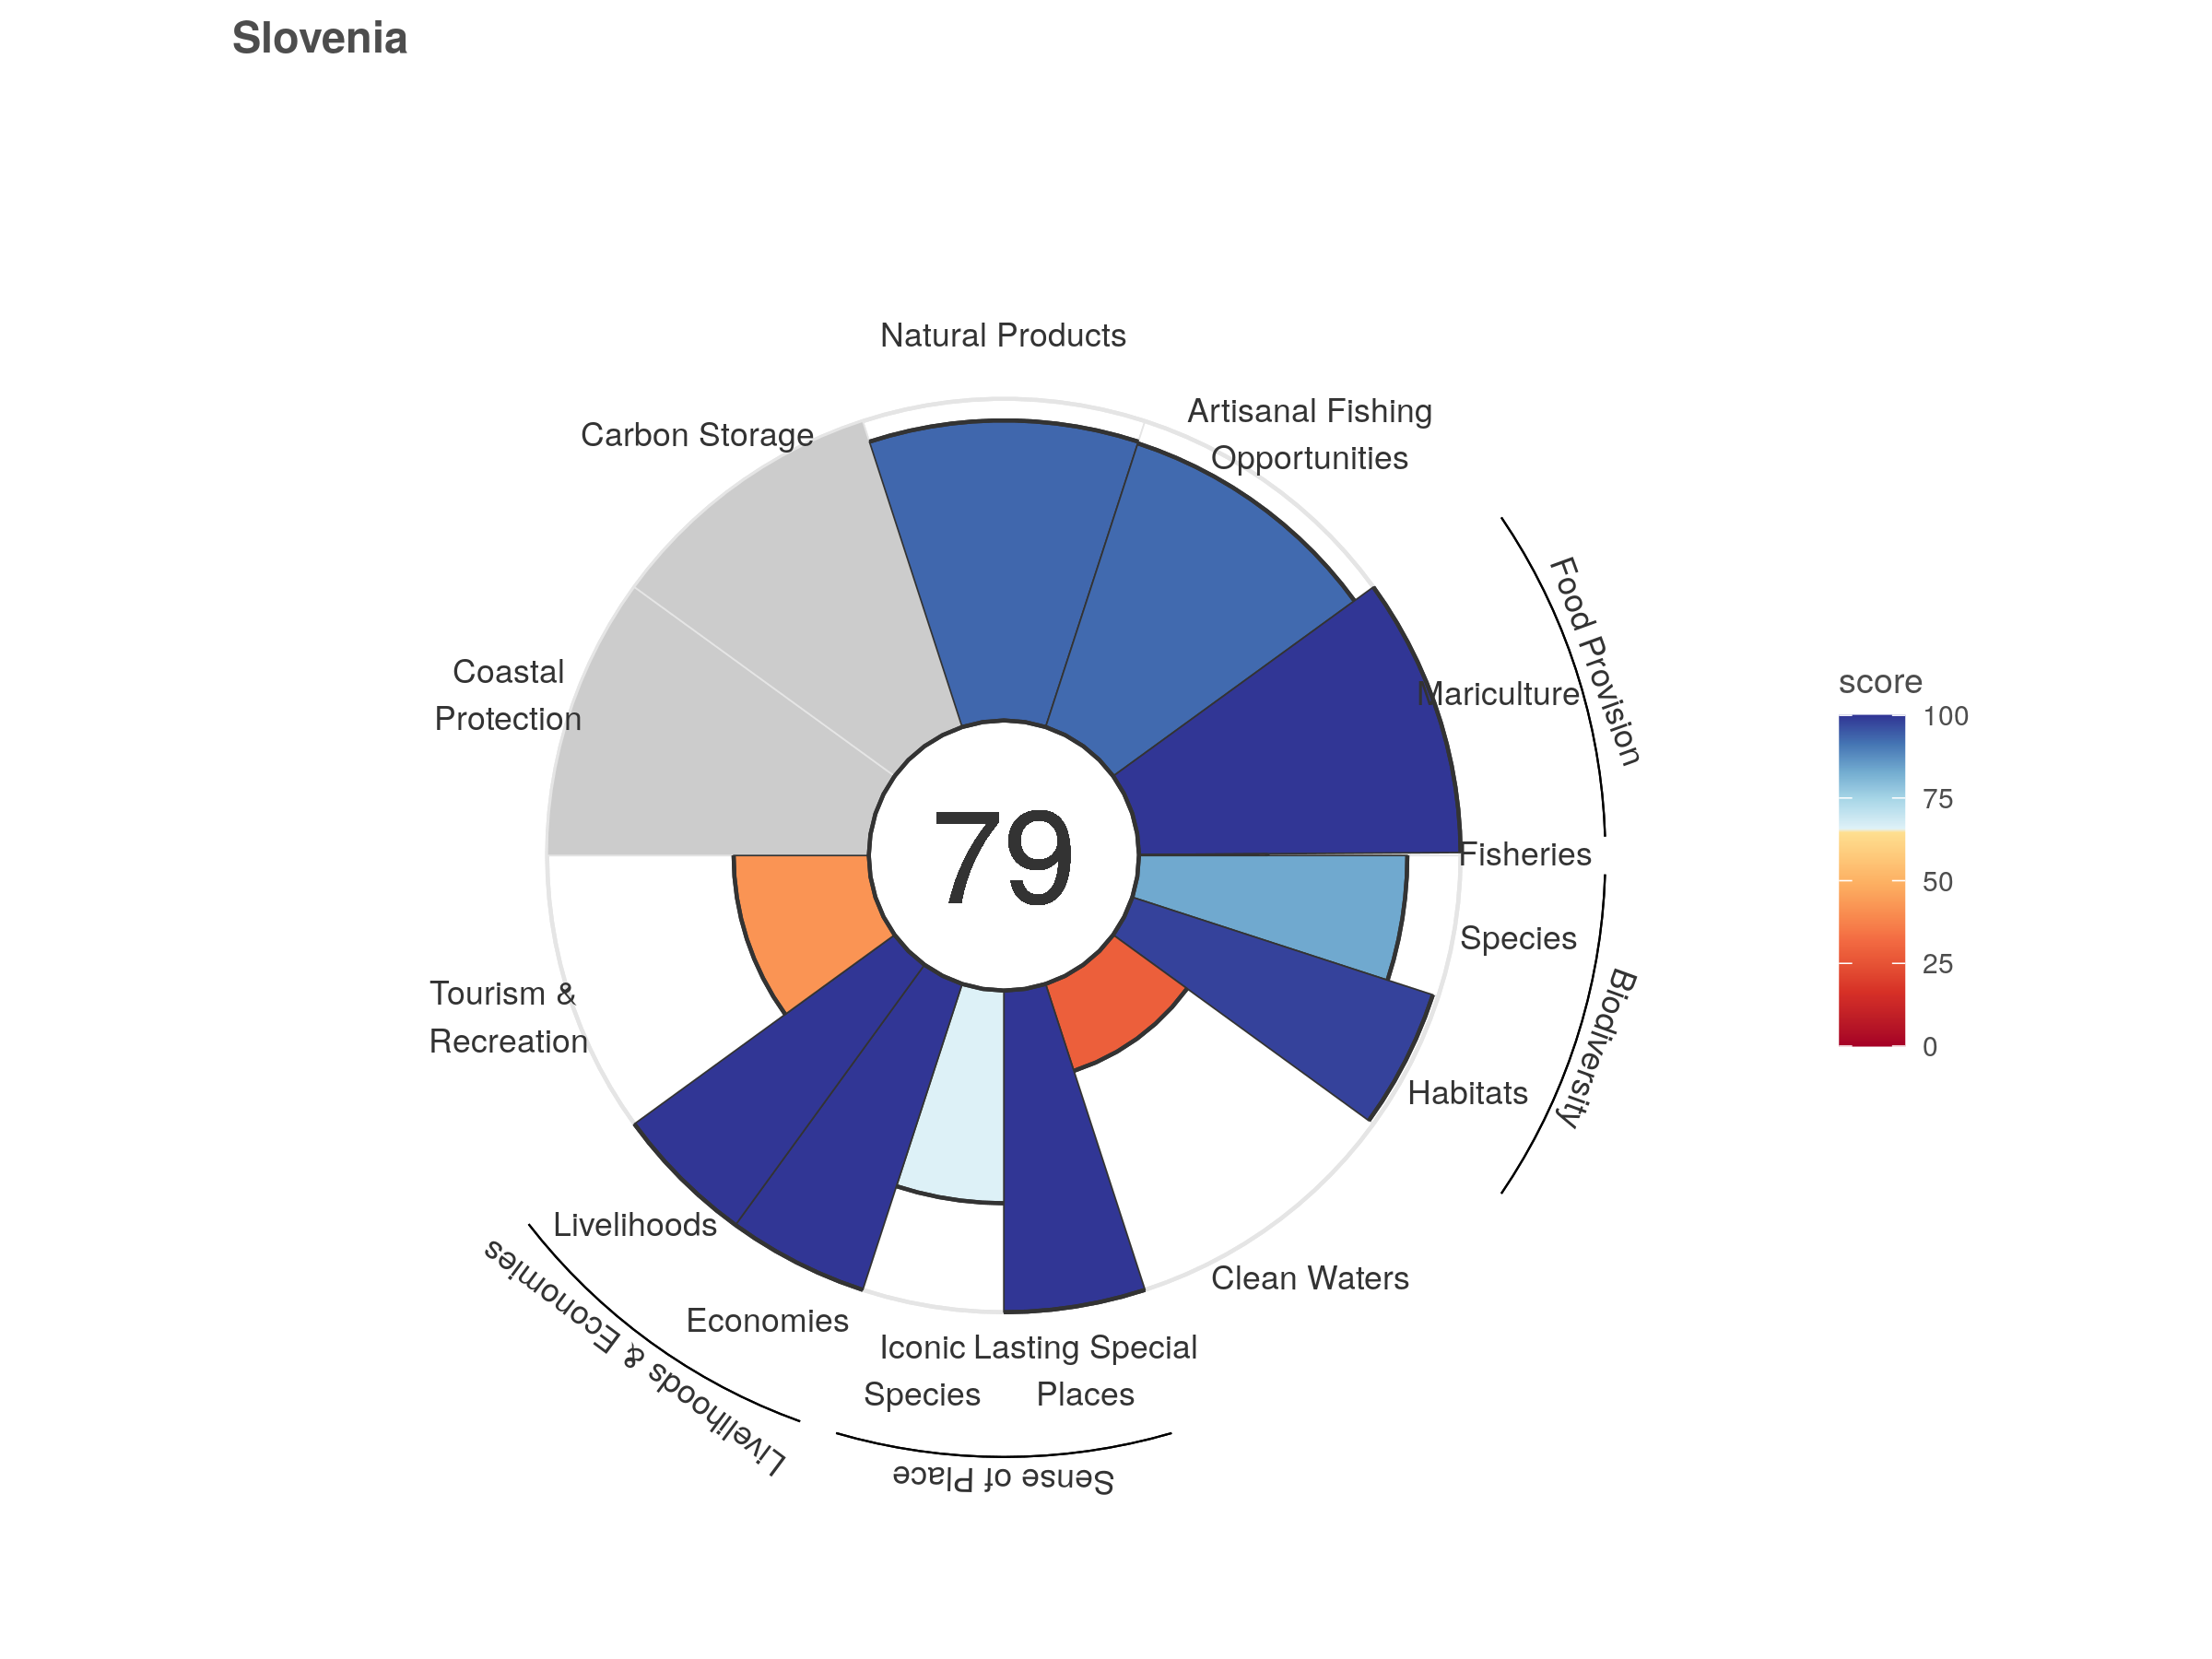 Slovenia
Natural Products
Carbon Storage
Artisanal Fishing
Opportunities
Food Provision
Coastal
Protection
Mariculture
score
100
75
50
25
0
79
Fisheries
Species
Biodiversity
Tourism &
Recreation
Habitats
Livelihoods
Clean Waters
Economies
Livelihoods & Economies
Iconic
Species
Lasting Special
Places
Sense of Place